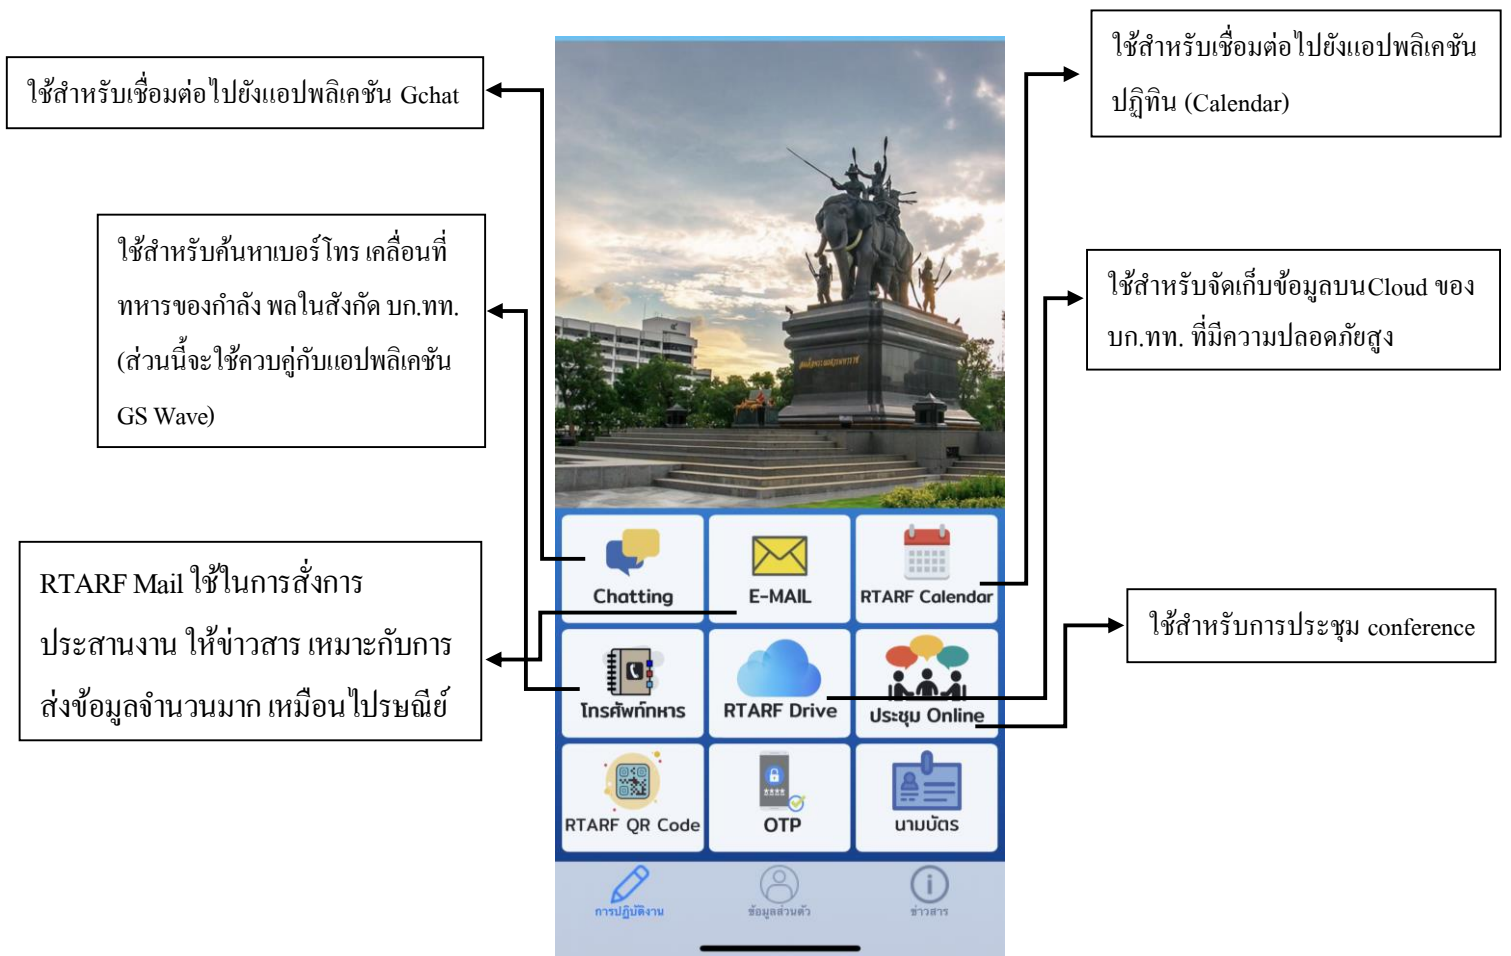 ใช้สำหรับเชื่อมต่อไปยังแอปพลิเคชัน Gchat
ใช้สำหรับค้นหาเบอร์โทร เคลื่อนที่
ทหารของกำลัง พลในสังกัด บก.ทท.
(ส่วนนี้จะใช้ควบคู่กับแอปพลิเคชัน
GS Wave)
RTARF Mail ใช้ในการสั่งการ
ประสานงาน ให้ข่าวสาร เหมาะกับการ
ส่งข้อมูลจำนวนมาก เหมือนไปรษณีย์
ใช้สำหรับเชื่อมต่อไปยังแอปพลิเคชัน
ปฏิทิน (Calendar)
ใช้สำหรับจัดเก็บข้อมูลบนCloud ของ
บก.ทท. ที่มีความปลอดภัยสูง
ใช้สำหรับการประชุม conference
Chatting
E-MAIL
RTARF Calendar
โทรศัพท์ทหาร
RTARF Drive
ประชุม Online
RTARF QR Code
OTP
นามบัตร
การปฏิบัติงาน
ข้อมูลส่วนตัว
ข่าวสาร